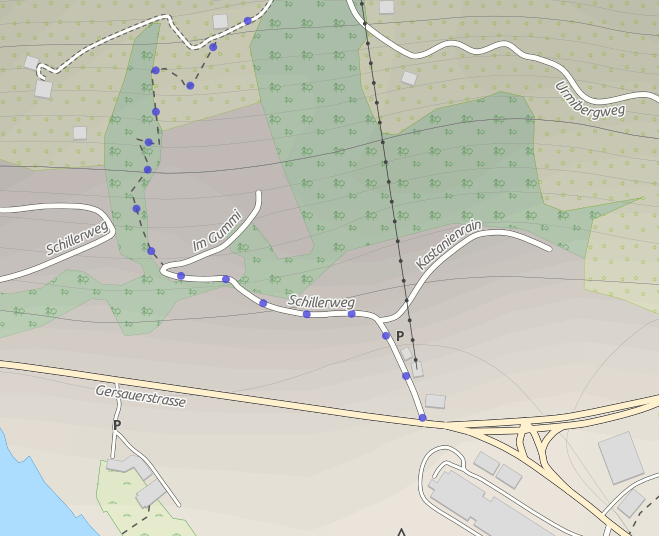 Urmibergweg
Schillerweg
Im Gummi
Kastanienrain
Schillerweg
P
Gersauerstrasse
P